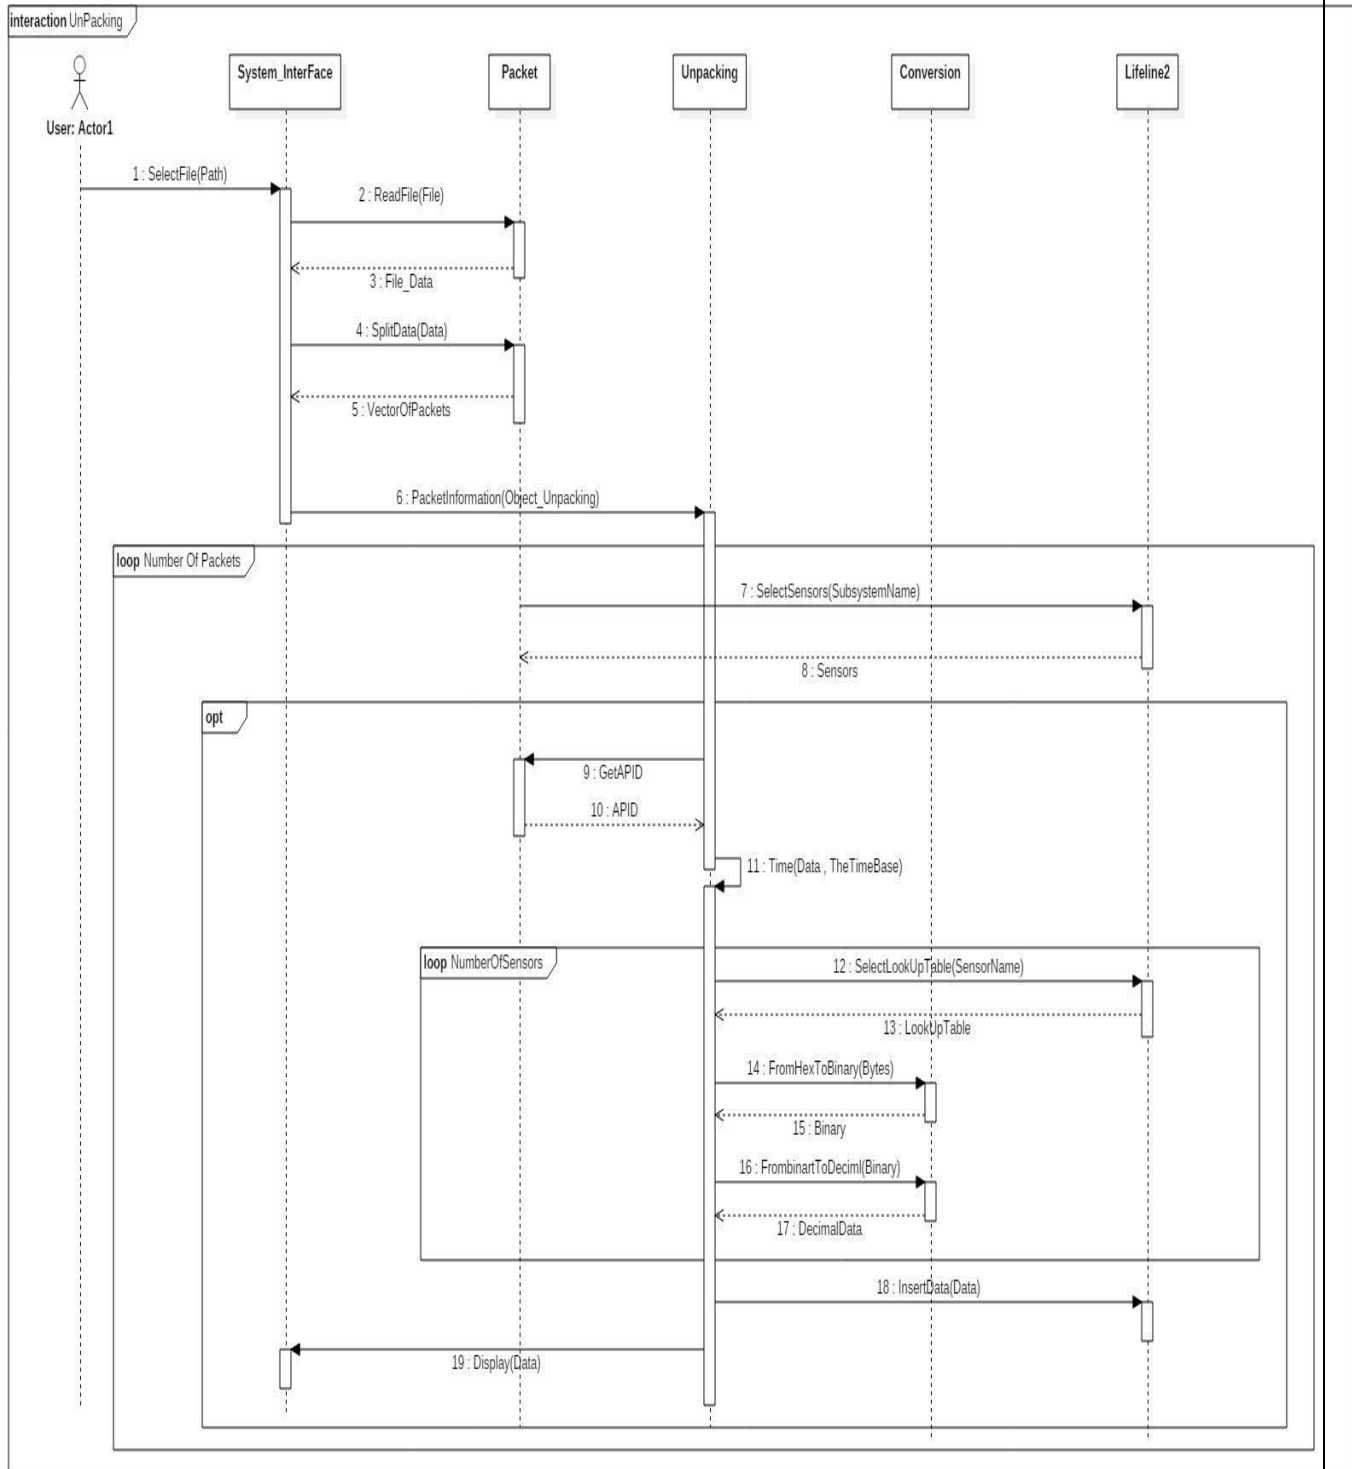 interaction UnPacking
System_InterFace
Packet
Unpacking
Conversion
Lifeline2
User: Actor1
1 : SelectFile(Path)
2 : ReadFile(File)
3 : File_Data
4 : SplitData(Data)
5 : VectorOfPackets
6 : PacketInformation(Object_Unpacking)
loop Number Of Packets
7 : SelectSensors(SubsystemName)
8 : Sensors
opt
9 : GetAPID
10 : APID
11 : Time(Data , TheTimeBase)
loop NumberOfSensors
12 : SelectLookUpTable(SensorName)
13 : LookUpTable
14 : FromHexToBinary(Bytes)
15 : Binary
16 : FrombinartToDeciml(Binary)
17 : DecimalData
18 : InsertData(Data)
19 : Display(Data)